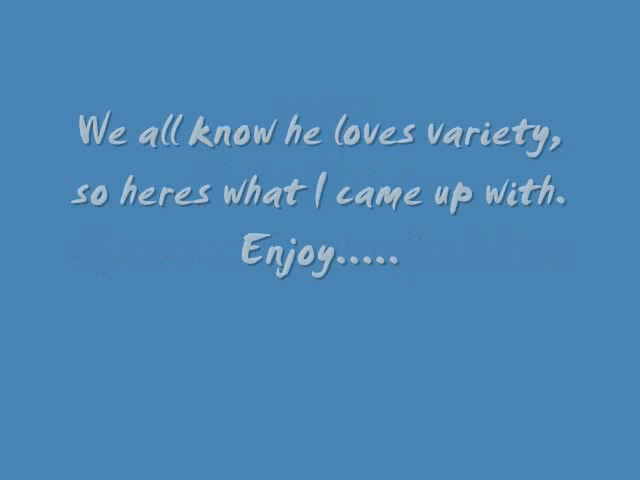 We all know he loves variety,
so heres what I came up with.
Enjoy.....